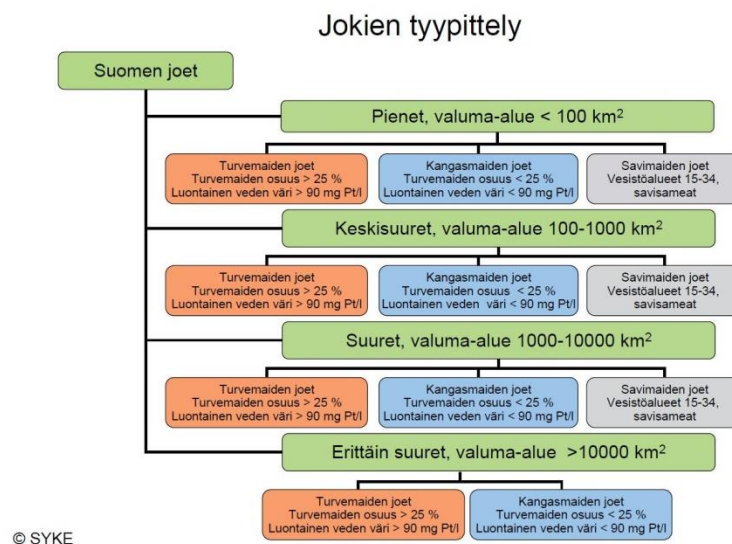 Jokien tyypittely
Suomen joet
Pienet, valuma-alue < 100 km²
Turvemaiden joet
Turvemaiden osuus > 25 %
Luontainen veden väri > 90 mg Pt/l
Kangasmaiden joet
Turvemaiden osuus < 25 %
Luontainen veden väri < 90 mg Pt/l
Savimaiden joet
Vesistöalueet 15-34,
savisameat
Keskisuuret, valuma-alue 100-1000 km²
Turvemaiden joet
Turvemaiden osuus > 25 %
Luontainen veden väri > 90 mg Pt/l
Kangasmaiden joet
Turvemaiden osuus < 25 %
Luontainen veden väri < 90 mg Pt/l
Savimaiden joet
Vesistöalueet 15-34,
savisameat
Suuret, valuma-alue 1000-10000 km²
Turvemaiden joet
Turvemaiden osuus > 25 %
Luontainen veden väri > 90 mg Pt/l
Kangasmaiden joet
Turvemaiden osuus < 25 %
Luontainen veden väri < 90 mg Pt/l
Savimaiden joet
Vesistöalueet 15-34,
savisameat
Erittäin suuret, valuma-alue >10000 km²
Turvemaiden joet
Turvemaiden osuus > 25 %
Luontainen veden väri > 90 mg Pt/l
Kangasmaiden joet
Turvemaiden osuus < 25 %
Luontainen veden väri < 90 mg Pt/l
© SYKE